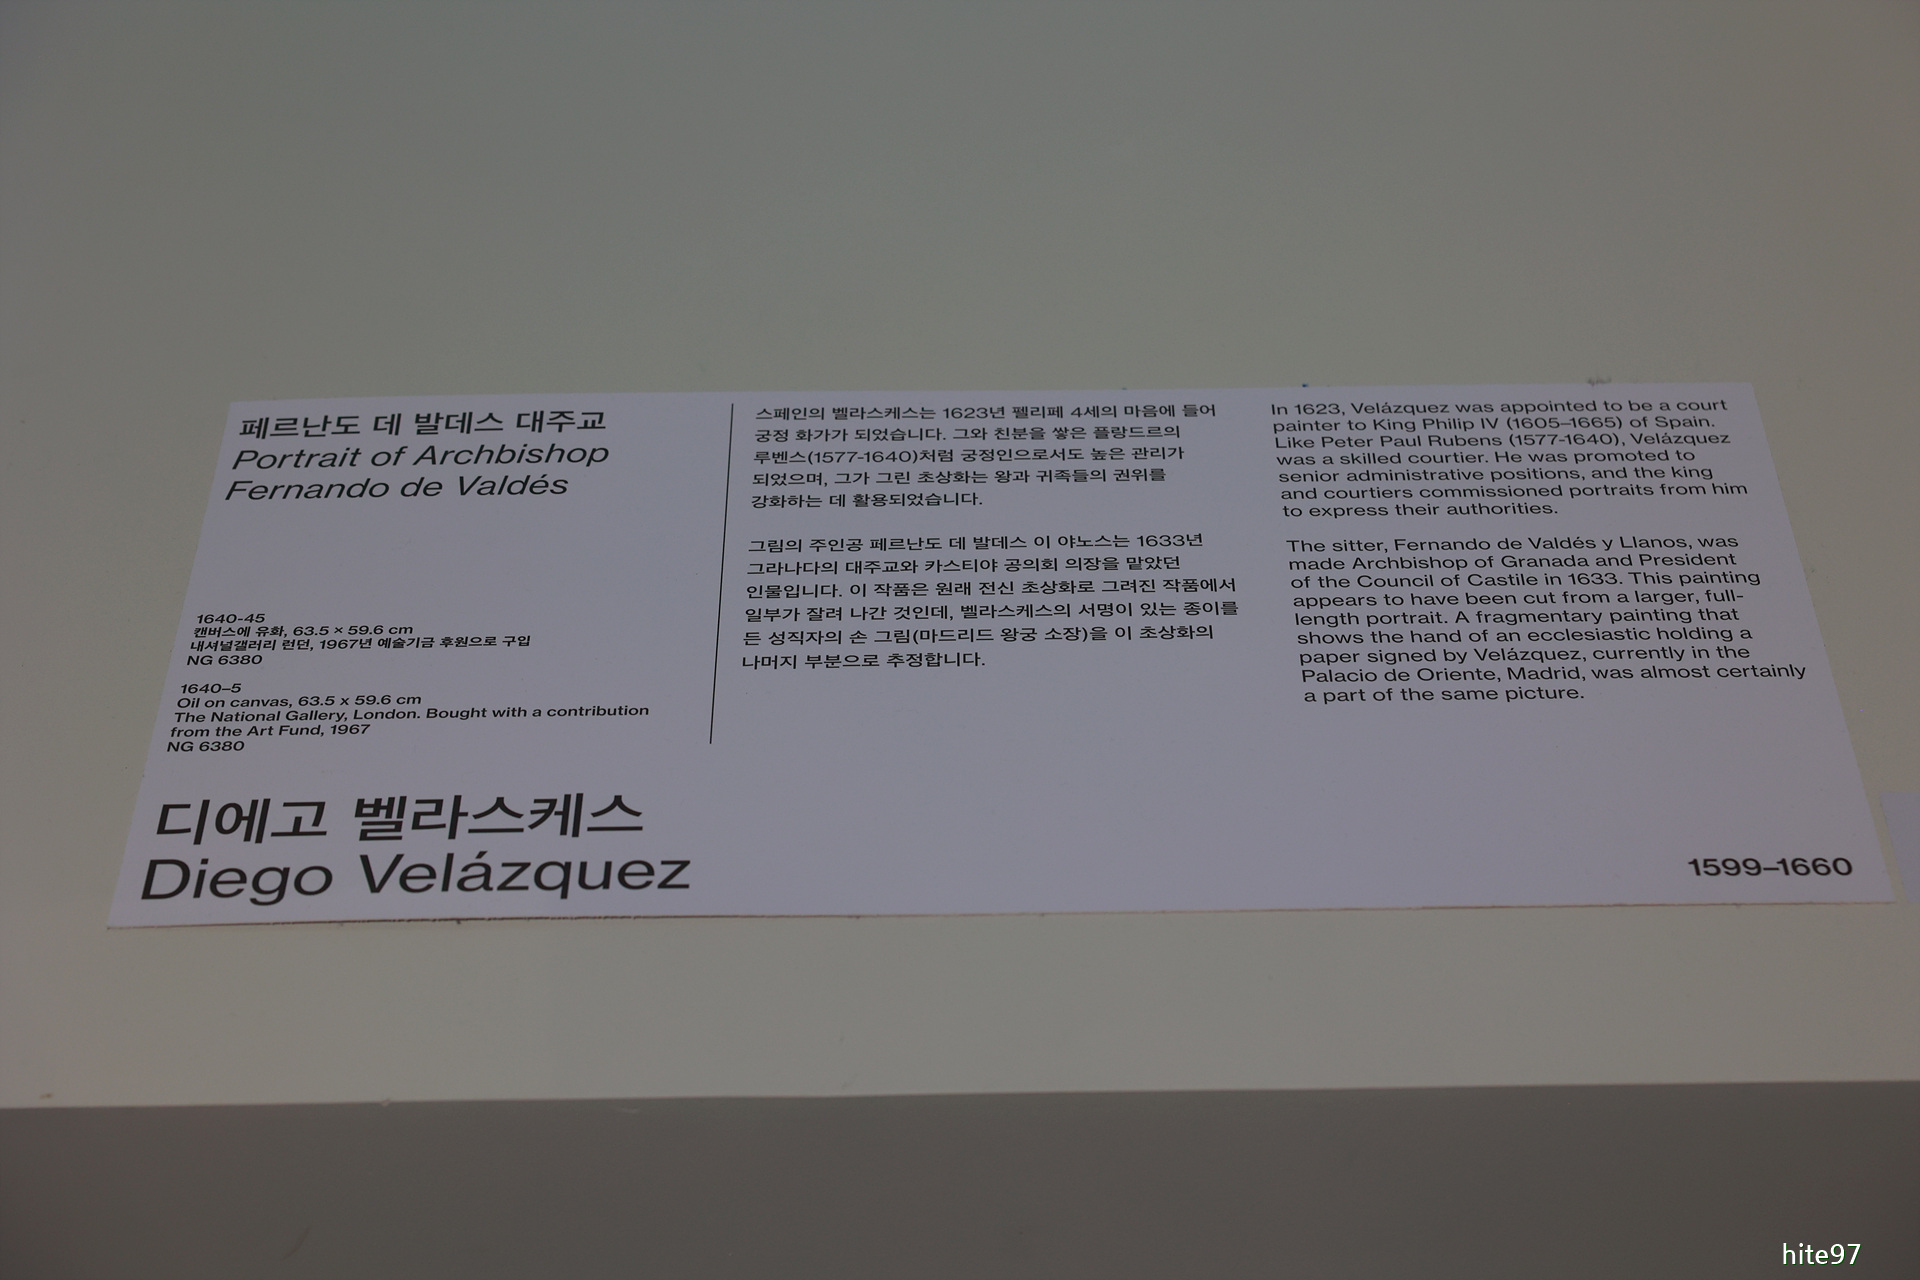 페르난도 데 발데스 대주교
Portrait of Archbishop
Fernando de Valdés
1640-45
캔버스에 유화, 63.5 × 59.6 cm
내셔널갤러리 런던, 1967년 예술기금 후원으로 구입
NG 6380
1640–5
Oil on canvas, 63.5 x 59.6 cm
The National Gallery, London. Bought with a contribution
from the Art Fund, 1967
NG 6380
디에고 벨라스케스
Diego Velázquez
스페인의 벨라스케스는 1623년 펠리페 4세의 마음에 들어
궁정 화가가 되었습니다. 그와 친분을 쌓은 플랑드르의
루벤스(1577-1640)처럼 궁정인으로서도 높은 관리가
되었으며, 그가 그린 초상화는 왕과 귀족들의 권위를
강화하는 데 활용되었습니다.
그림의 주인공 페르난도 데 발데스 이 야노스는 1633년
그라나다의 대주교와 카스티야 공의회 의장을 맡았던
인물입니다. 이 작품은 원래 전신 초상화로 그려진 작품에서
일부가 잘려 나간 것인데, 벨라스케스의 서명이 있는 종이를
든 성직자의 손 그림(마드리드 왕궁 소장)을 이 초상화의
나머지 부분으로 추정합니다.
In 1623, Velázquez was appointed to be a court
painter to King Philip IV (1605–1665) of Spain.
Like Peter Paul Rubens (1577-1640), Velázquez
was a skilled courtier. He was promoted to
senior administrative positions, and the king
and courtiers commissioned portraits from him
to express their authorities.
The sitter, Fernando de Valdés y Llanos, was
made Archbishop of Granada and President
of the Council of Castile in 1633. This painting
appears to have been cut from a larger, full-
length portrait. A fragmentary painting that
shows the hand of an ecclesiastic holding a
paper signed by Velázquez, currently in the
Palacio de Oriente, Madrid, was almost certainly
a part of the same picture.
1599–1660
hite97